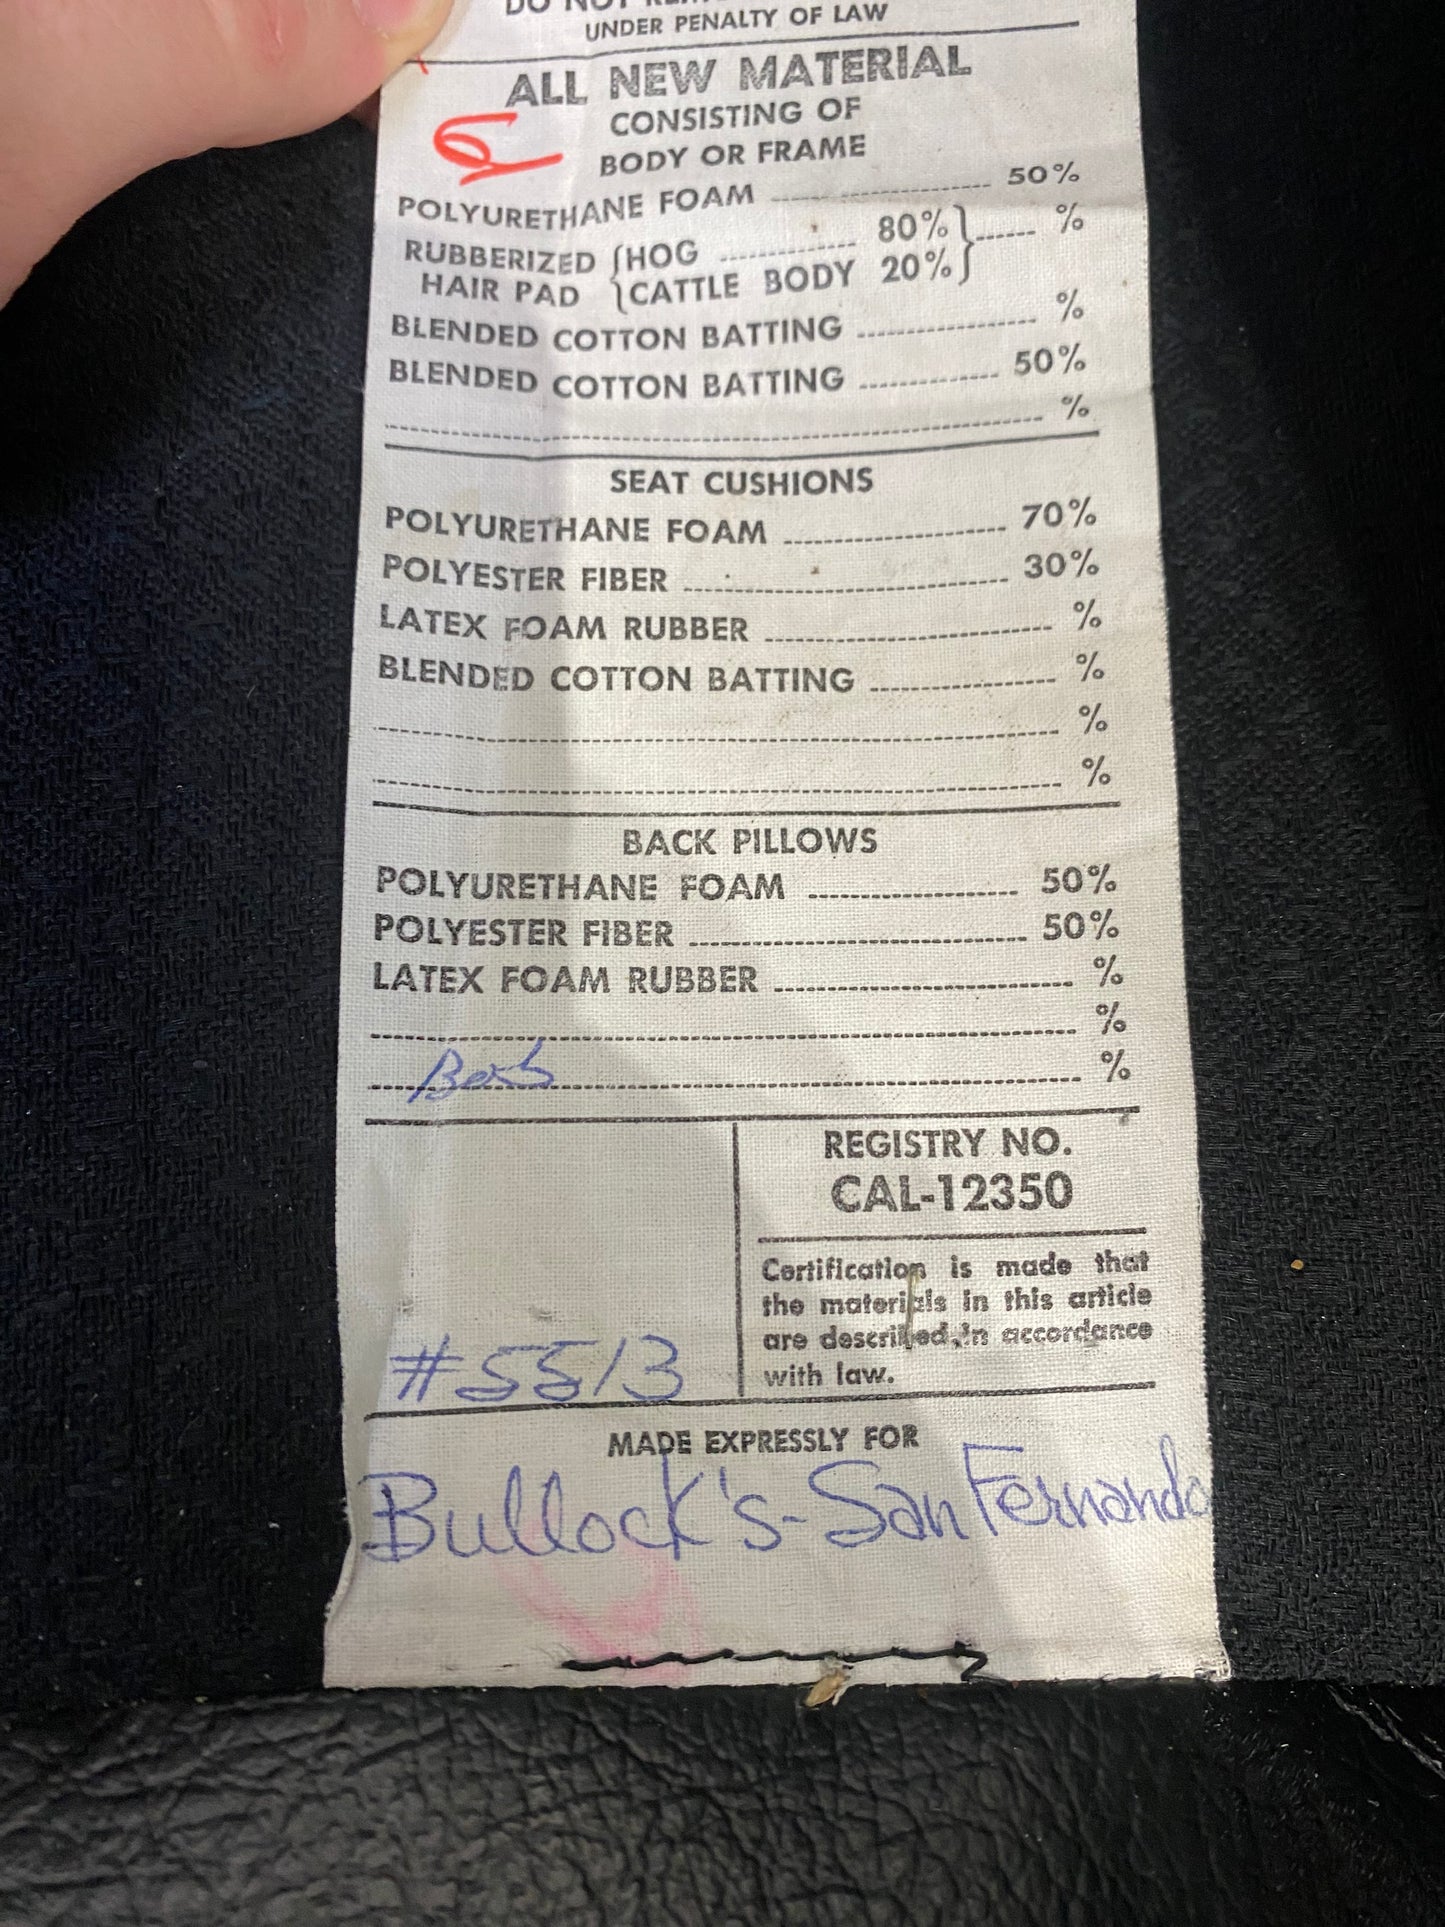 DO NOT
UNDER PENALTY OF LAW
ALL NEW MATERIAL
CONSISTING OF
BODY OR FRAME
POLYURETHANE FOAM 50%
RUBBERIZED HAIR PAD { HOG 80% } %
CATTLE BODY 20%
BLENDED COTTON BATTING %
BLENDED COTTON BATTING 50%
%
SEAT CUSHIONS
POLYURETHANE FOAM 70%
POLYESTER FIBER 30%
LATEX FOAM RUBBER %
BLENDED COTTON BATTING %
%
%
BACK PILLOWS
POLYURETHANE FOAM 50%
POLYESTER FIBER 50%
LATEX FOAM RUBBER %
%
%
REGISTRY NO.
CAL-12350
Certification is made that
the materials in this article
are described, in accordance
with law.
#5513
MADE EXPRESSLY FOR
Bullock's-San Fernando